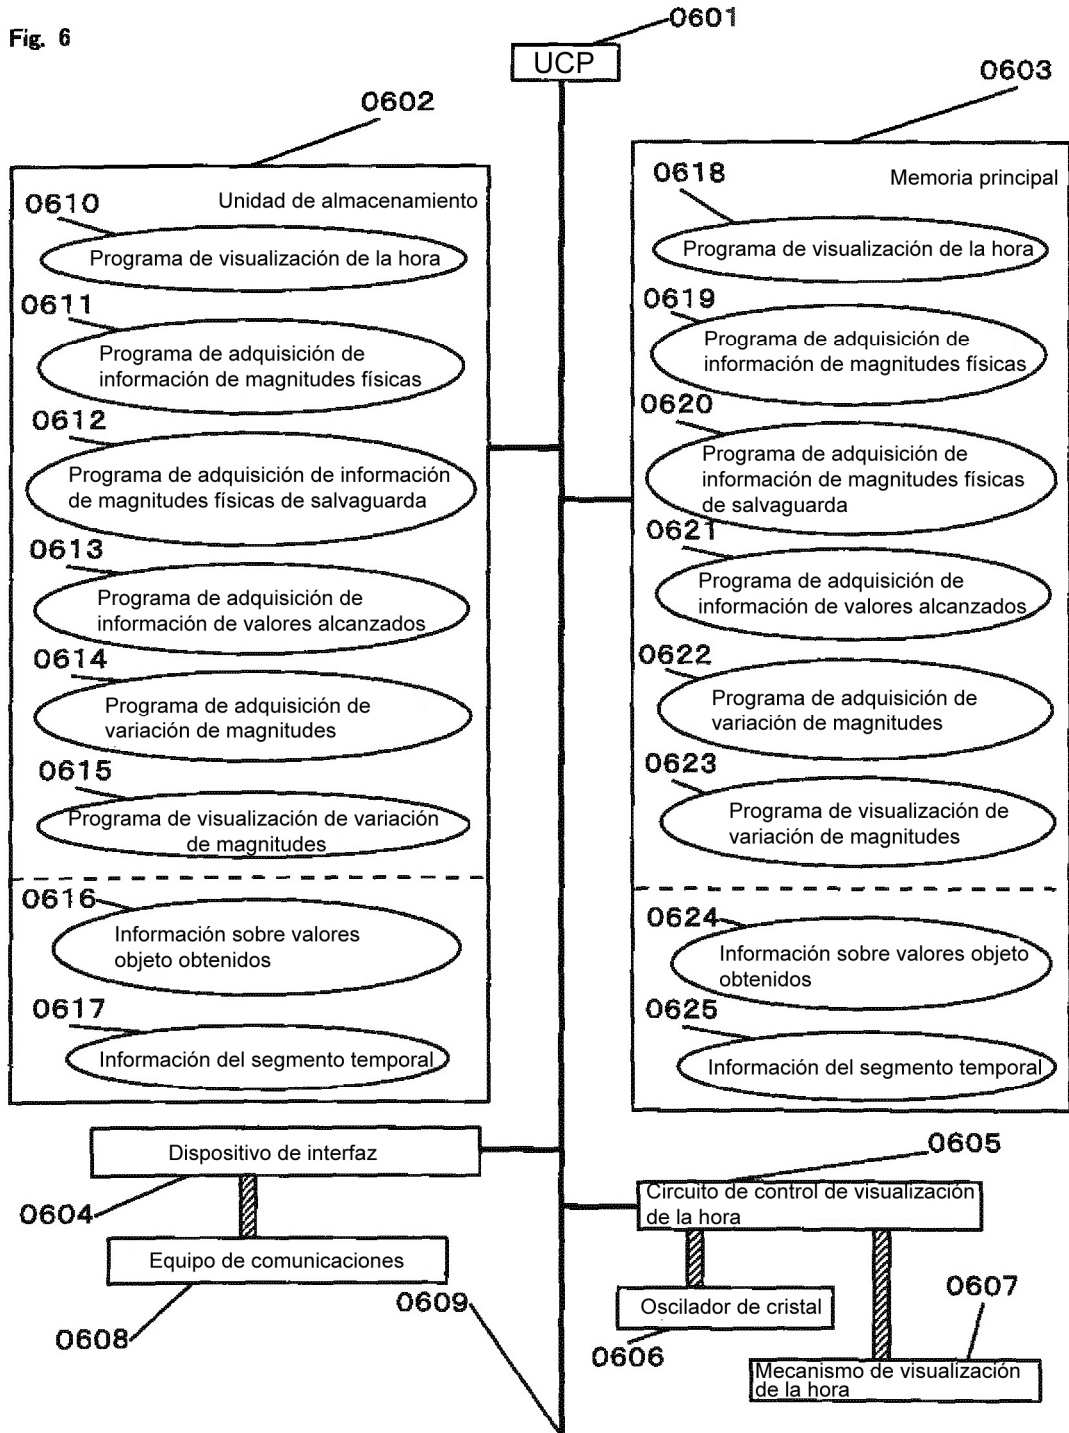 Fig. 6
0601
UCP
0602
0603
Unidad de almacenamiento
0610
Programa de visualización de la hora
0611
Programa de adquisición de
información de magnitudes físicas
0612
Programa de adquisición de información
de magnitudes físicas de salvaguarda
0613
Programa de adquisición de
información de valores alcanzados
0614
Programa de adquisición de
variación de magnitudes
0615
Programa de visualización de variación
de magnitudes
0616
Información sobre valores
objeto obtenidos
0617
Información del segmento temporal
Memoria principal
0618
Programa de visualización de la hora
0619
Programa de adquisición de
información de magnitudes físicas
0620
Programa de adquisición de
información de magnitudes físicas
de salvaguarda
0621
Programa de adquisición de
información de valores alcanzados
0622
Programa de adquisición de
variación de magnitudes
0623
Programa de visualización de
variación de magnitudes
0624
Información sobre valores objeto
obtenidos
0625
Información del segmento temporal
Dispositivo de interfaz
0604
Equipo de comunicaciones
0608
0609
0605
Circuito de control de visualización
de la hora
Oscilador de cristal
0606
0607
Mecanismo de visualización
de la hora